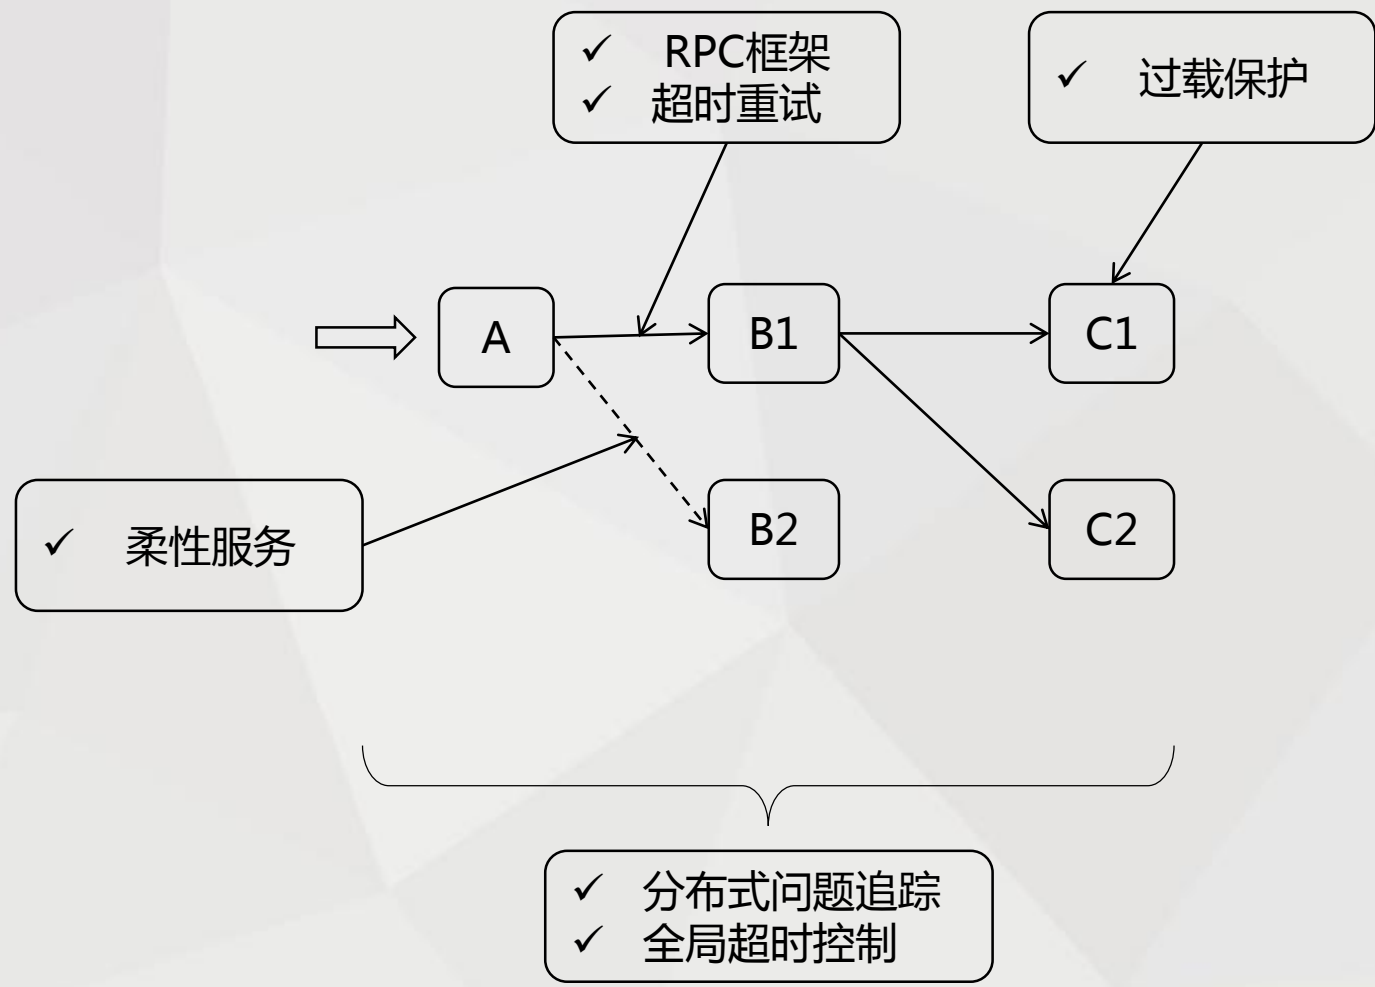 ✓ RPC框架
✓ 超时重试
✓ 过载保护
A
B1
C1
✓ 柔性服务
B2
C2
✓ 分布式问题追踪
✓ 全局超时控制